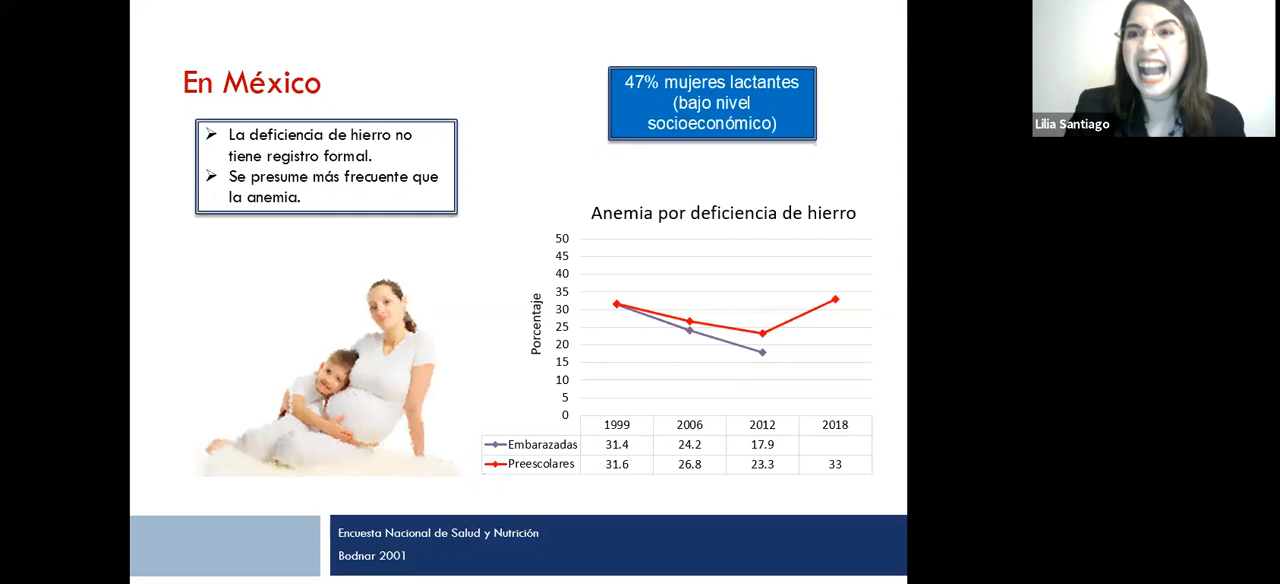 En México
47% mujeres lactantes
(bajo nivel
socioeconómico)
Lilia Santiago
La deficiencia de hierro no
tiene registro formal.
Se presume más frecuente que
la anemia.
Anemia por deficiencia de hierro
Porcentaje
50
45
40
35
30
25
20
15
10
5
0
1999 2006 2012 2018
Embarazadas 31.4 24.2 17.9
Preescolares 31.6 26.8 23.3 33
Encuesta Nacional de Salud y Nutrición
Bodnar 2001